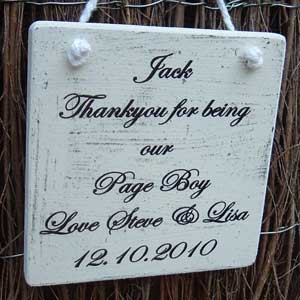 Jack
Thankyou for being
our
Page Boy
Love Steve & Lisa
12.10.2010